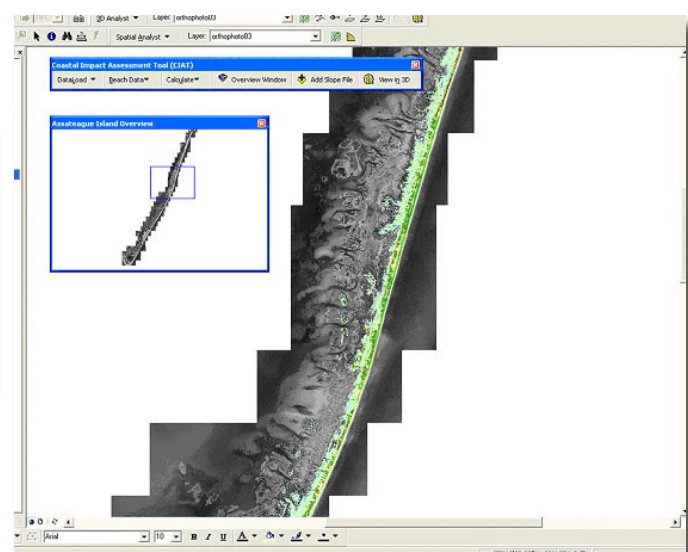 3D Analyst Layer: orthophoto03
Spatial Analyst Layer: orthophoto03
Coastal Impact Assessment Tool (CIAT)
DataLoad Beach Data Calculate Overview Window Add Slope File View in 3D
Assateague Island Overview
Arial 10 B I U A